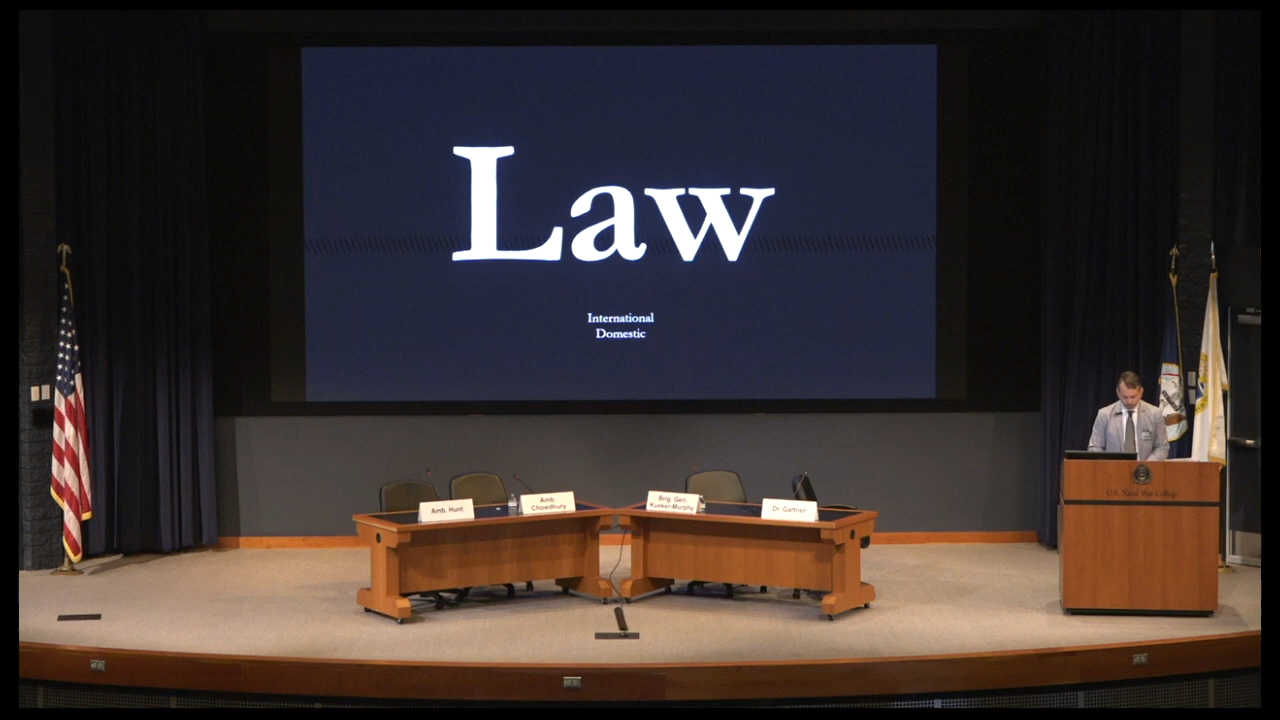 Law
International
Domestic
Amb. Hunt
Amb.
Chowdhury
Brig. Gen.
Kueker-Murphy
Dr. Gartner
U.S. Naval War College